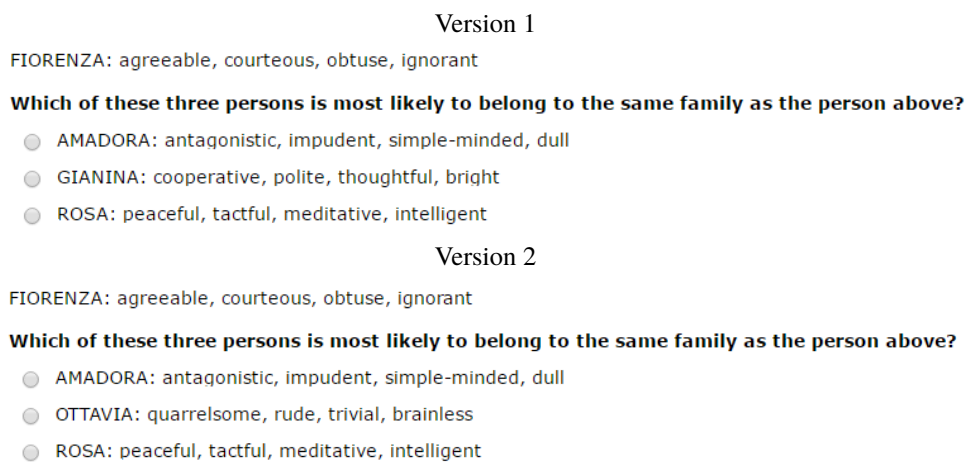 Version 1
FIORENZA: agreeable, courteous, obtuse, ignorant
Which of these three persons is most likely to belong to the same family as the person above?
AMADORA: antagonistic, impudent, simple-minded, dull
GIANINA: cooperative, polite, thoughtful, bright
ROSA: peaceful, tactful, meditative, intelligent
Version 2
FIORENZA: agreeable, courteous, obtuse, ignorant
Which of these three persons is most likely to belong to the same family as the person above?
AMADORA: antagonistic, impudent, simple-minded, dull
OTTAVIA: quarrelsome, rude, trivial, brainless
ROSA: peaceful, tactful, meditative, intelligent